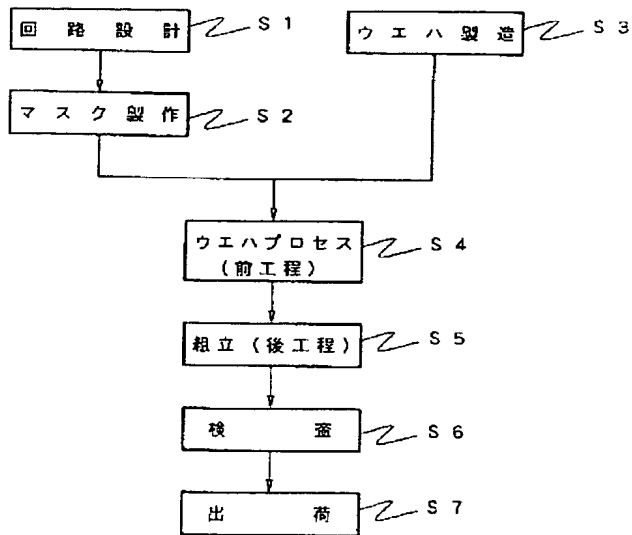 回路設計
S1
ウエハ製造
S3
マスク製作
S2
ウエハプロセス
(前工程)
S4
組立(後工程)
S5
検査
S6
出荷
S7